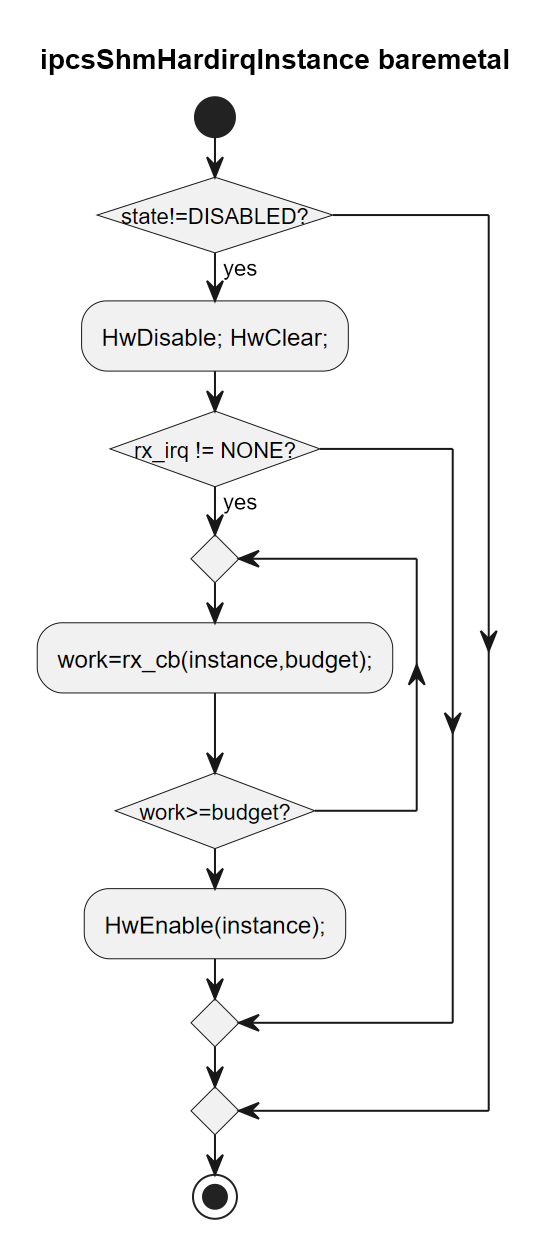 ipcsShmHardirqInstance baremetal
state!=DISABLED?
yes
HwDisable; HwClear;
rx_irq != NONE?
yes
work=rx_cb(instance,budget);
work>=budget?
HwEnable(instance);